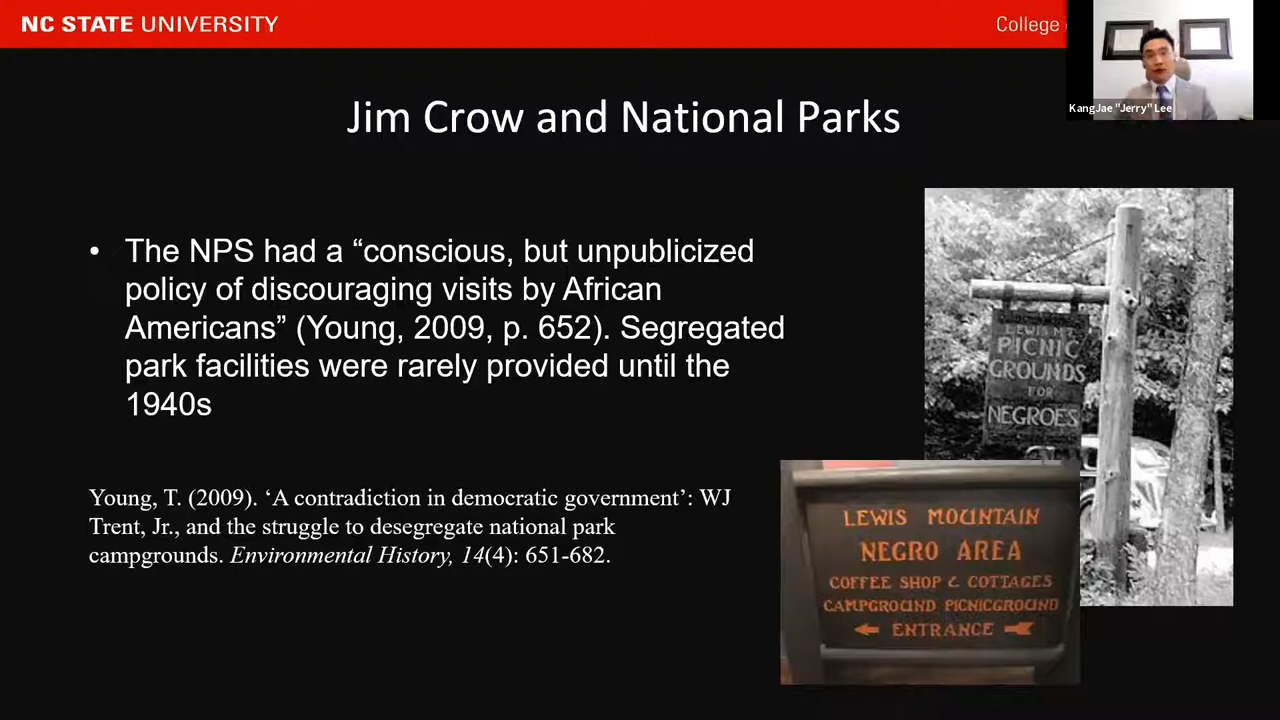 NC STATE UNIVERSITY
College
KangJae "Jerry" Lee
Jim Crow and National Parks
• The NPS had a “conscious, but unpublicized
policy of discouraging visits by African
Americans” (Young, 2009, p. 652). Segregated
park facilities were rarely provided until the
1940s
Young, T. (2009). ‘A contradiction in democratic government’: WJ
Trent, Jr., and the struggle to desegregate national park
campgrounds. Environmental History, 14(4): 651-682.
PICNIC
GROUNDS
FOR
NEGROES
LEWIS MOUNTAIN
NEGRO AREA
COFFEE SHOP & COTTAGES
CAMPGROUND PICNICGROUND
ENTRANCE